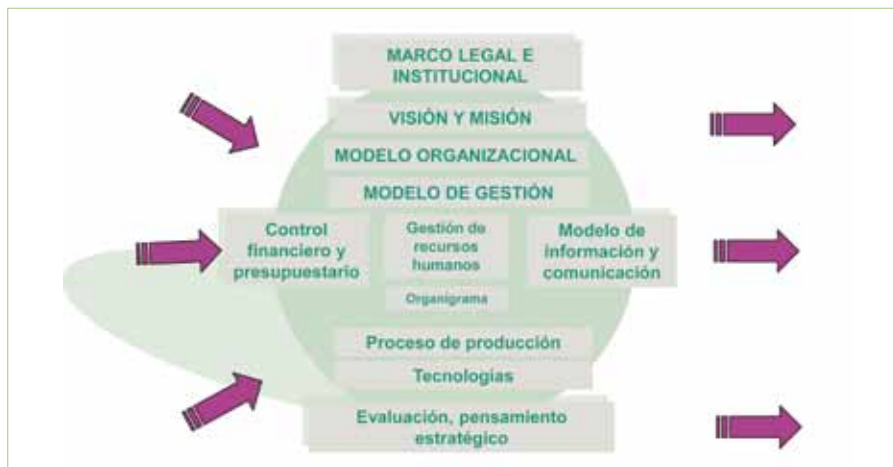 MARCO LEGAL E
INSTITUCIONAL
VISIÓN Y MISIÓN
MODELO ORGANIZACIONAL
MODELO DE GESTIÓN
Control
financiero y
presupuestario
Gestión de
recursos
humanos
Organigrama
Modelo de
información y
comunicación
Proceso de producción
Tecnologías
Evaluación, pensamiento
estratégico